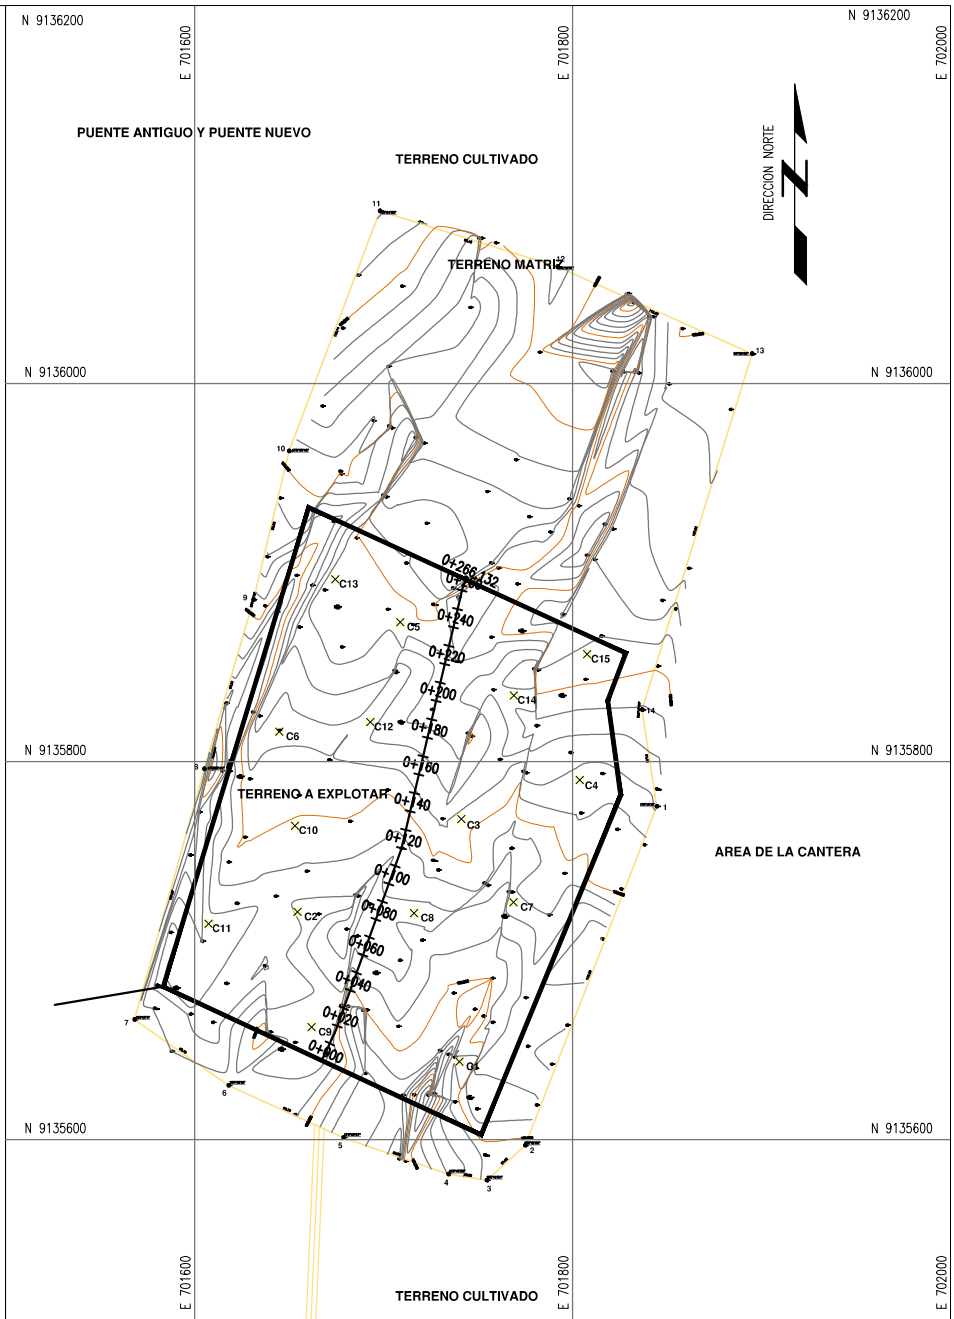 N 9136200
N 9136200
E 701600
E 701800
E 702000
PUENTE ANTIGUO Y PUENTE NUEVO
TERRENO CULTIVADO
DIRECCION NORTE
N
11
TERRENO MATRIZ
12
13
N 9136000
N 9136000
10
0+266.132
C13
9
0+240
C5
0+220
C15
0+200
C14
14
C12
0+180
C6
N 9135800
N 9135800
0+160
8
C4
TERRENO A EXPLOTAR
0+140
1
C3
C10
0+120
AREA DE LA CANTERA
0+100
C7
0+080
C2
C8
C11
0+060
0+040
0+020
7
C9
0+000
6
N 9135600
N 9135600
5
2
4
3
E 701600
E 701800
E 702000
TERRENO CULTIVADO